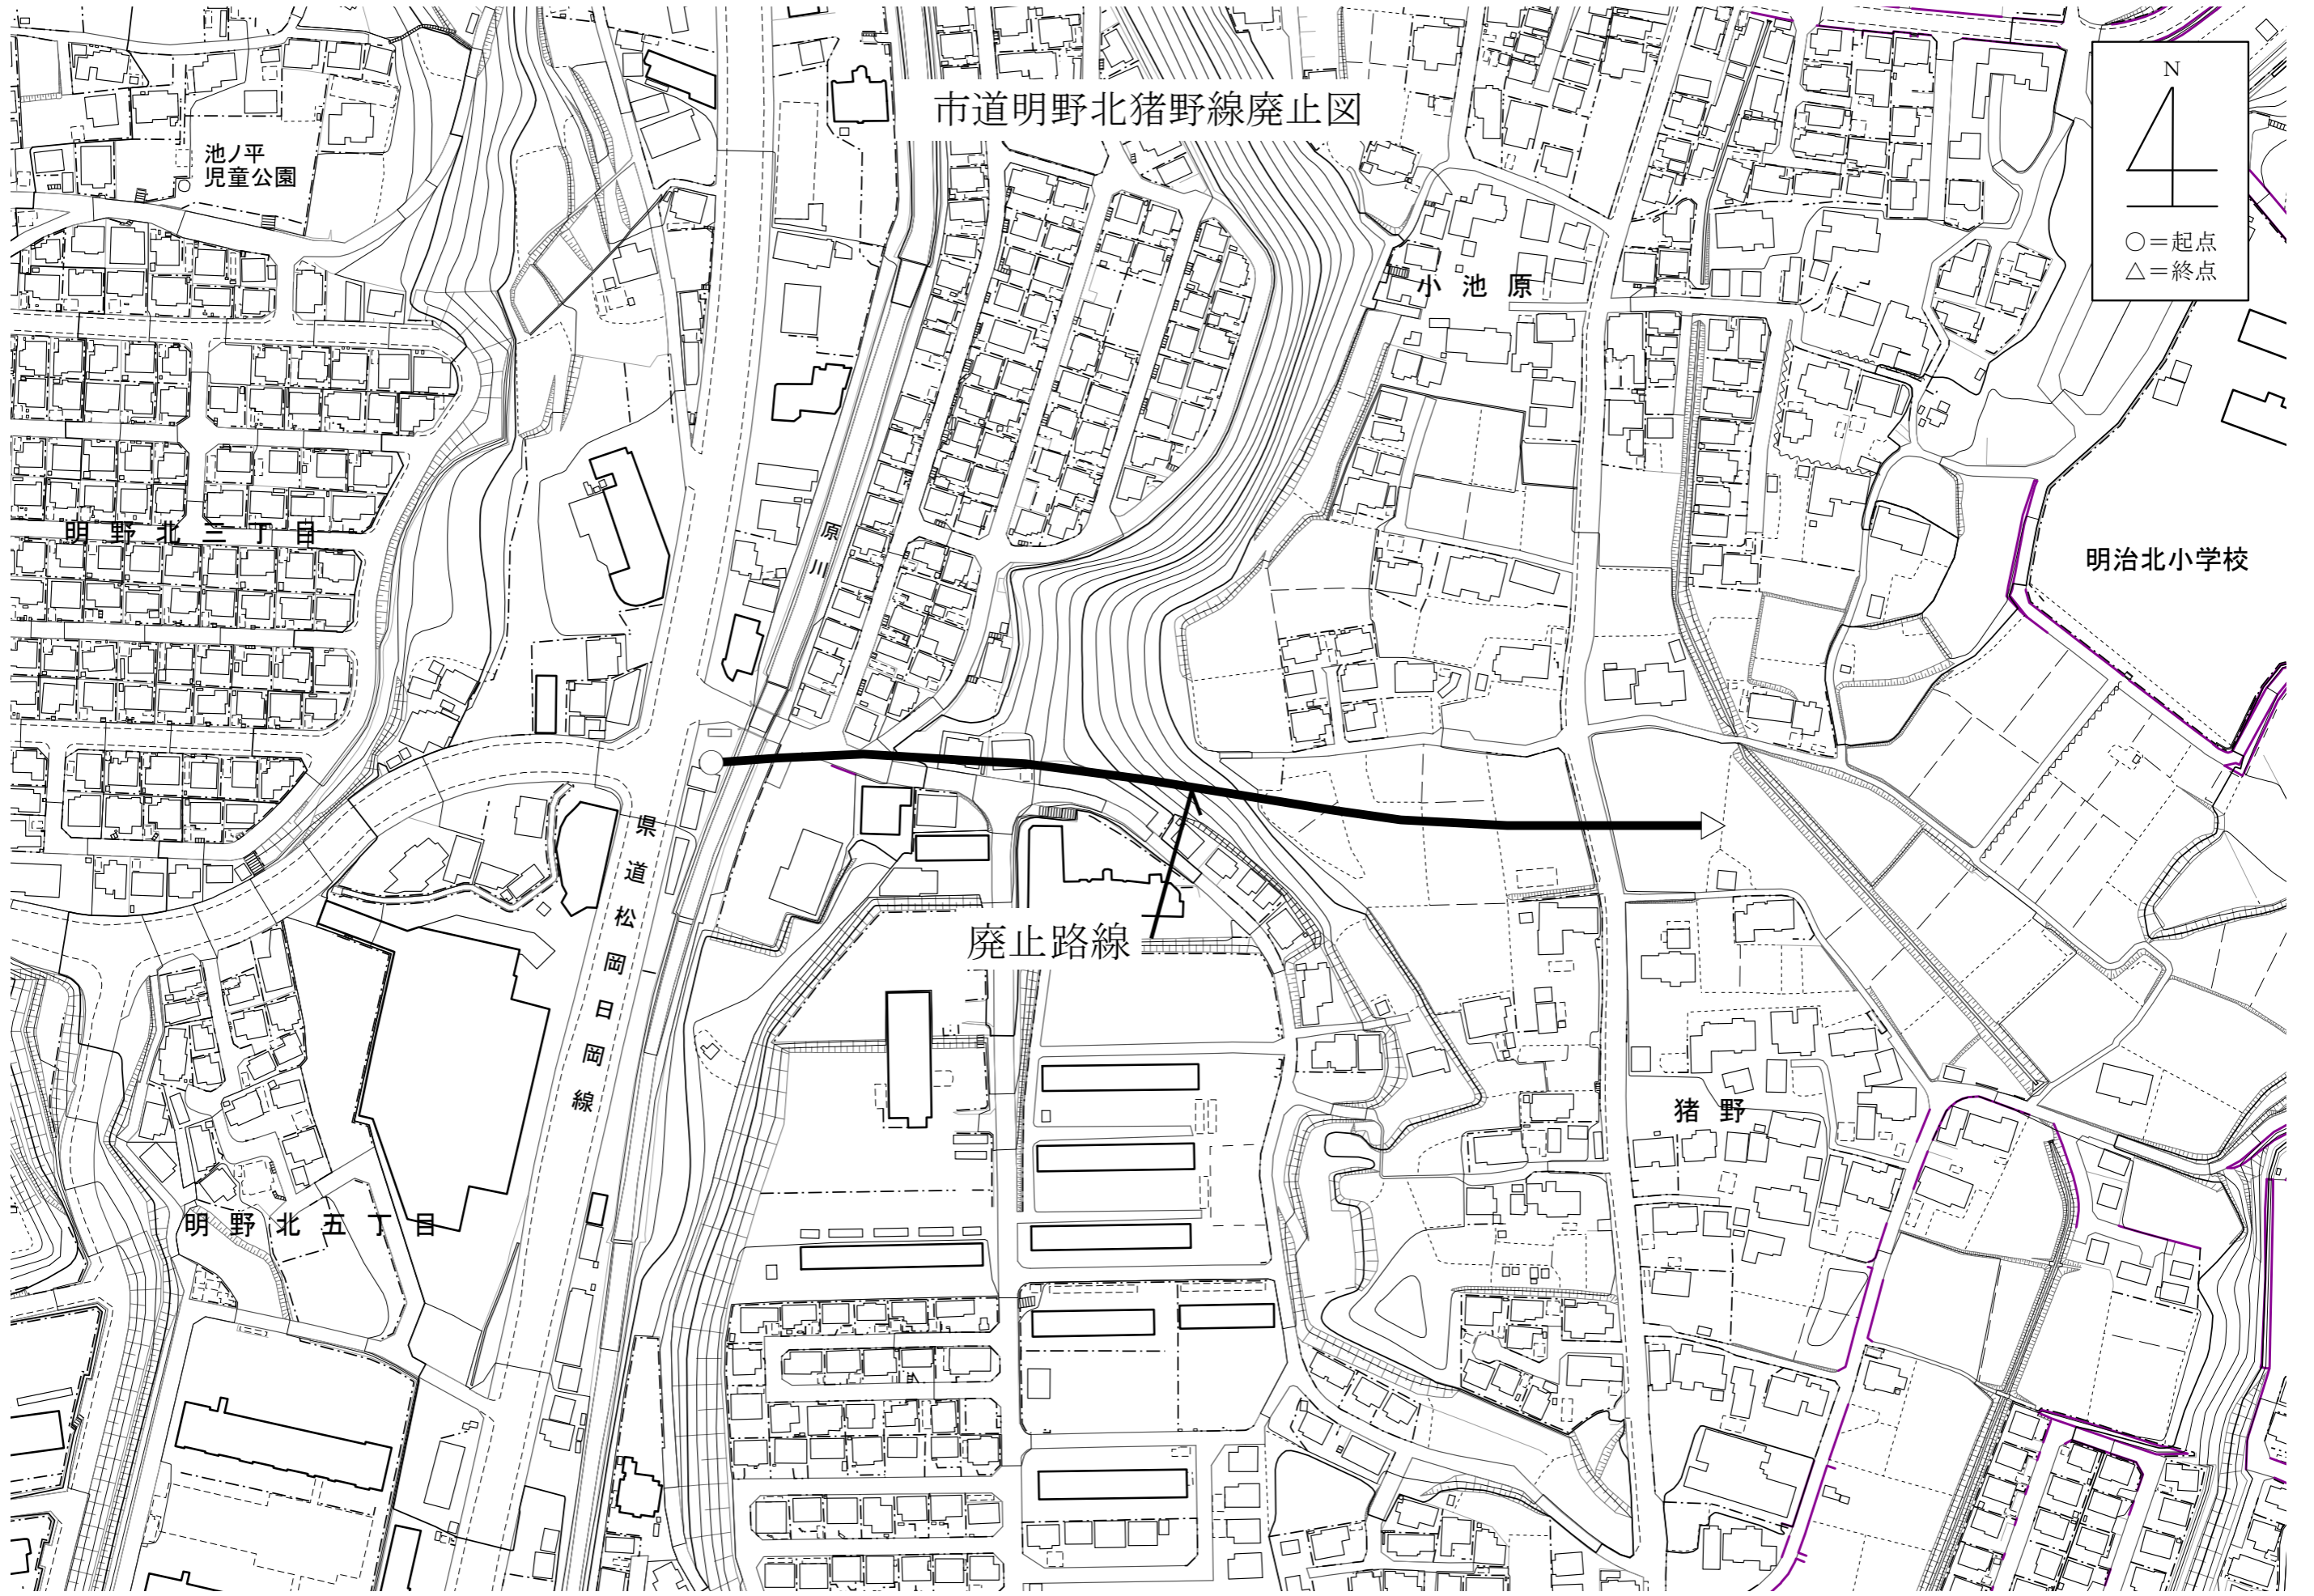 市道明野北猪野線廃止図
N
○＝起点
△＝終点
池ノ平
児童公園
小池原
明野北三丁目
原川
明治北小学校
県道松岡日岡線
廃止路線
猪野
明野北五丁目